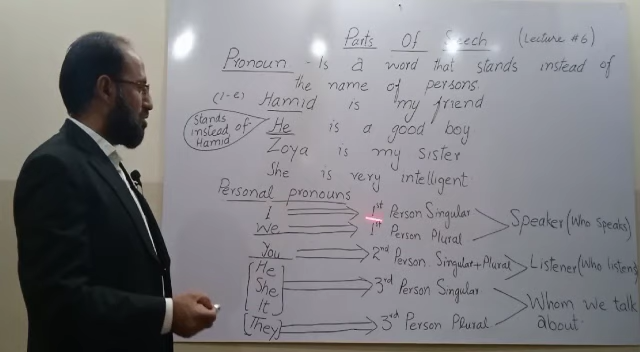 Parts Of Speech (Lecture #6)
Pronoun - Is a word that stands instead of
the name of persons.
(i-e) Hamid is my friend
Stands instead of Hamid
He is a good boy
Zoya is my sister
She is very intelligent
Personal pronouns
I 1st Person Singular
We 1st Person Plural
Speaker (Who speaks)
You 2nd Person. Singular+Plural Listener (Who listens
He
She 3rd Person Singular
It
Whom we talk about
[They] 3rd Person Plural